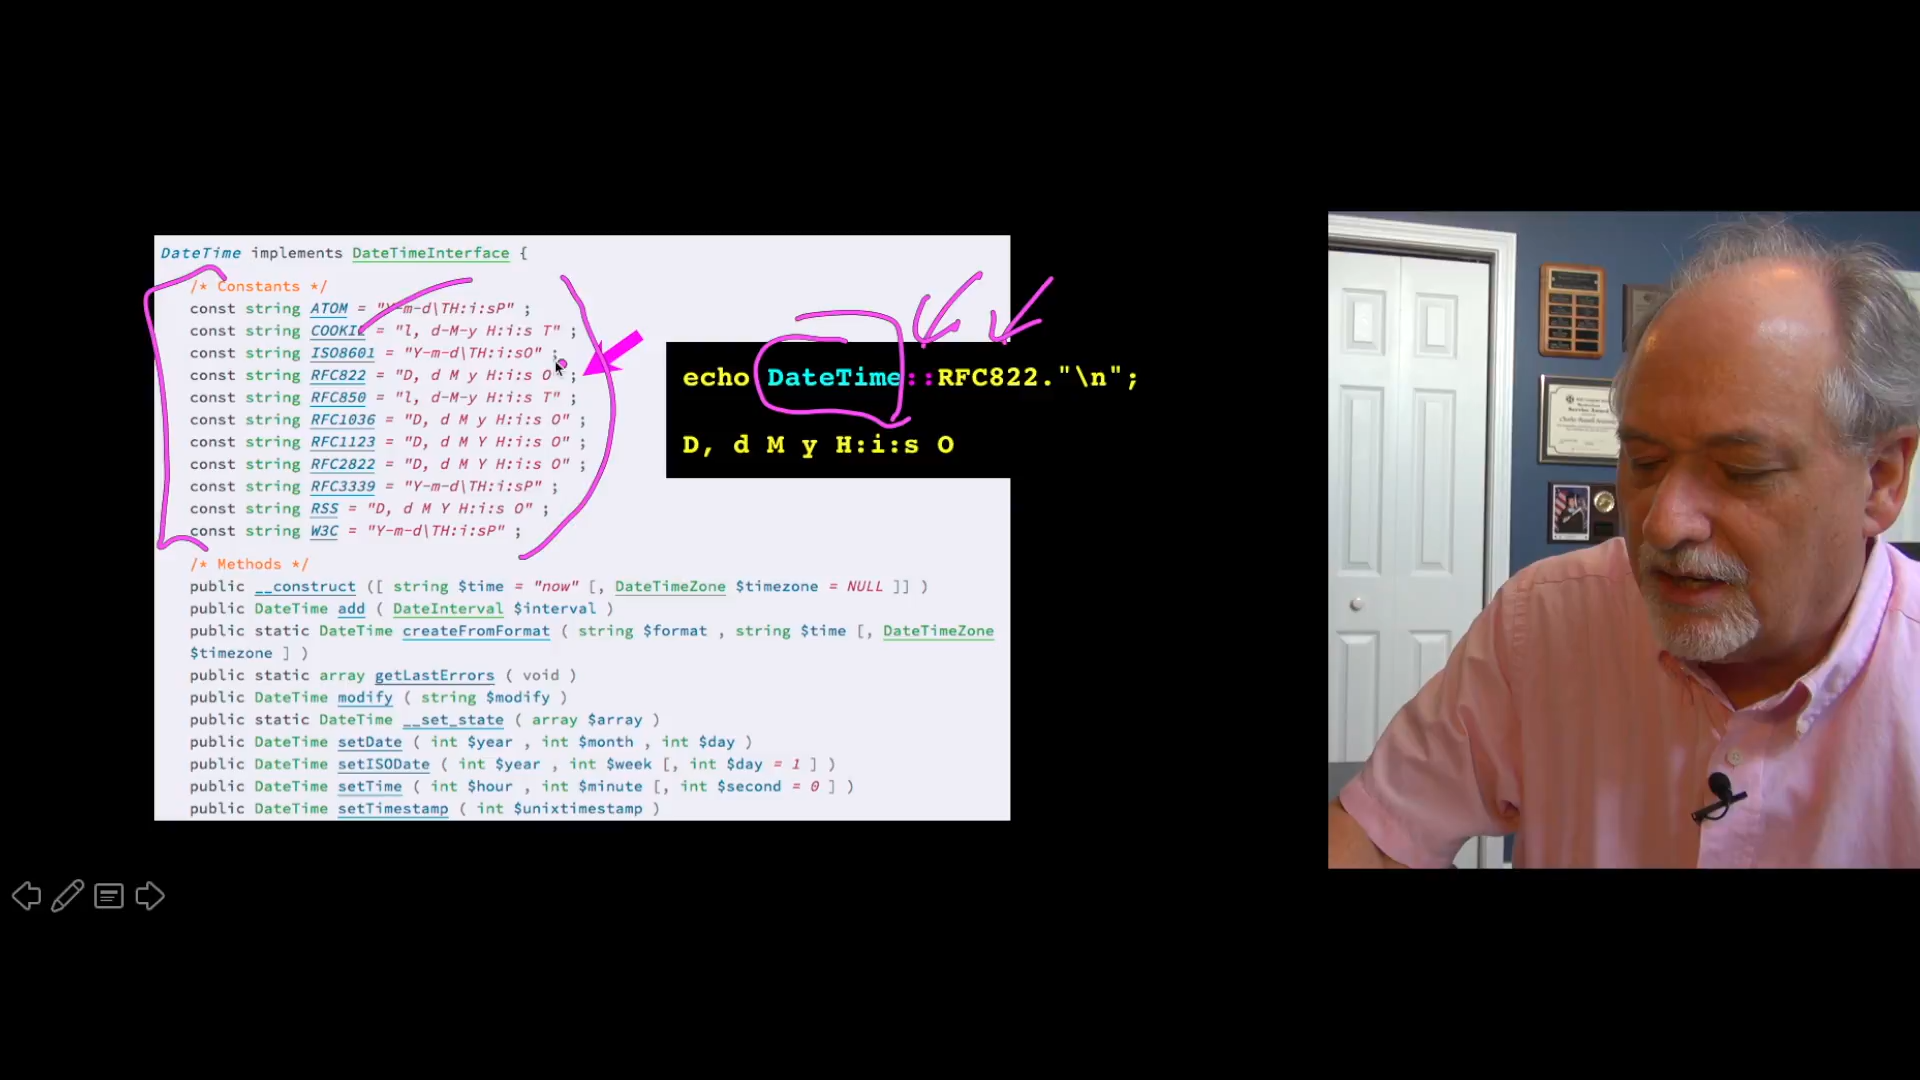 DateTime implements DateTimeInterface {
/* Constants */
const string ATOM = "Y-m-d\TH:i:sP" ;
const string COOKIE = "l, d-M-y H:i:s T" ;
const string ISO8601 = "Y-m-d\TH:i:sO" ;
const string RFC822 = "D, d M y H:i:s O" ;
const string RFC850 = "l, d-M-y H:i:s T" ;
const string RFC1036 = "D, d M y H:i:s O" ;
const string RFC1123 = "D, d M Y H:i:s O" ;
const string RFC2822 = "D, d M Y H:i:s O" ;
const string RFC3339 = "Y-m-d\TH:i:sP" ;
const string RSS = "D, d M Y H:i:s O" ;
const string W3C = "Y-m-d\TH:i:sP" ;
/* Methods */
public __construct ([ string $time = "now" [, DateTimeZone $timezone = NULL ]] )
public DateTime add ( DateInterval $interval )
public static DateTime createFromFormat ( string $format , string $time [, DateTimeZone
$timezone ] )
public static array getLastErrors ( void )
public DateTime modify ( string $modify )
public static DateTime __set_state ( array $array )
public DateTime setDate ( int $year , int $month , int $day )
public DateTime setISODate ( int $year , int $week [, int $day = 1 ] )
public DateTime setTime ( int $hour , int $minute [, int $second = 0 ] )
public DateTime setTimestamp ( int $unixtimestamp )
echo DateTime::RFC822."\n";
D, d M y H:i:s O